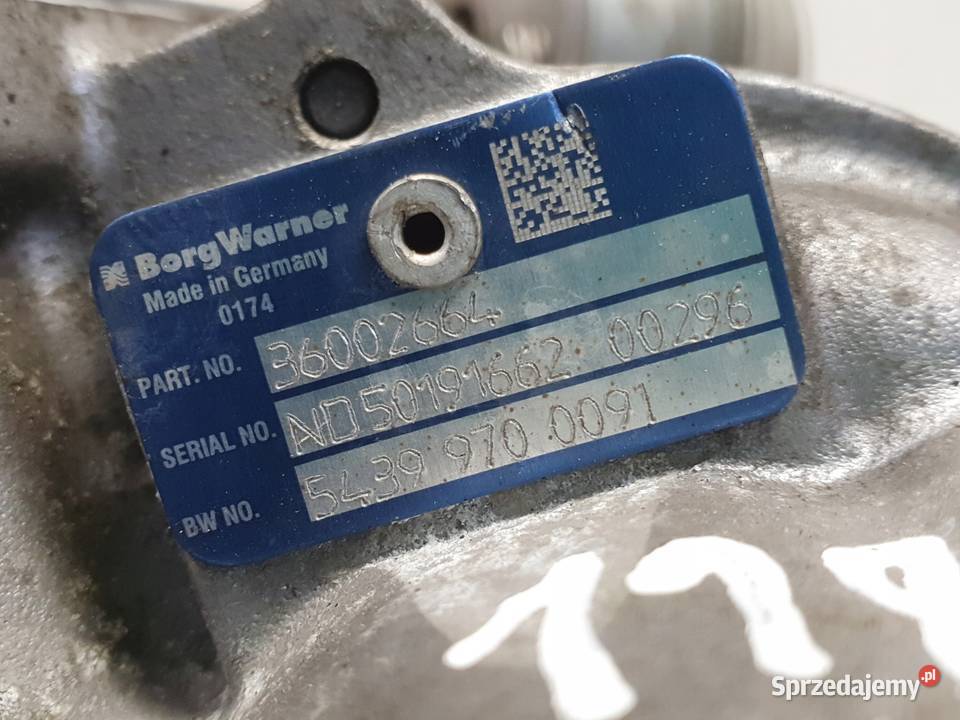 BorgWarner
Made in Germany
0174
PART. NO. 36002664
SERIAL NO. ND50191662 00296
BW NO. 5439 970 0091
Sprzedajemy.pl